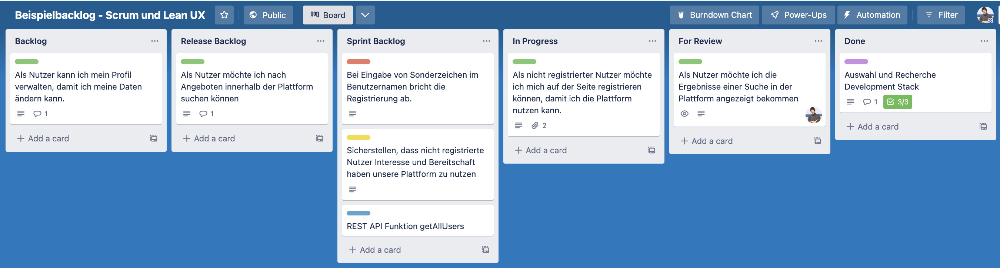 Beispielbacklog - Scrum und Lean UX
Public
Board
Burndown Chart
Power-Ups
Automation
Filter
Backlog
Als Nutzer kann ich mein Profil
verwalten, damit ich meine Daten
ändern kann.
1
Add a card
Release Backlog
Als Nutzer möchte ich nach
Angeboten innerhalb der Plattform
suchen können
1
Add a card
Sprint Backlog
Bei Eingabe von Sonderzeichen im
Benutzernamen bricht die
Registrierung ab.
Sicherstellen, dass nicht registrierte
Nutzer Interesse und Bereitschaft
haben unsere Plattform zu nutzen
REST API Funktion getAllUsers
Add a card
In Progress
Als nicht registrierter Nutzer möchte
ich mich auf der Seite registrieren
können, damit ich die Plattform
nutzen kann.
2
Add a card
For Review
Als Nutzer möchte ich die
Ergebnisse einer Suche in der
Plattform angezeigt bekommen
Add a card
Done
Auswahl und Recherche
Development Stack
1 3/3
Add a card